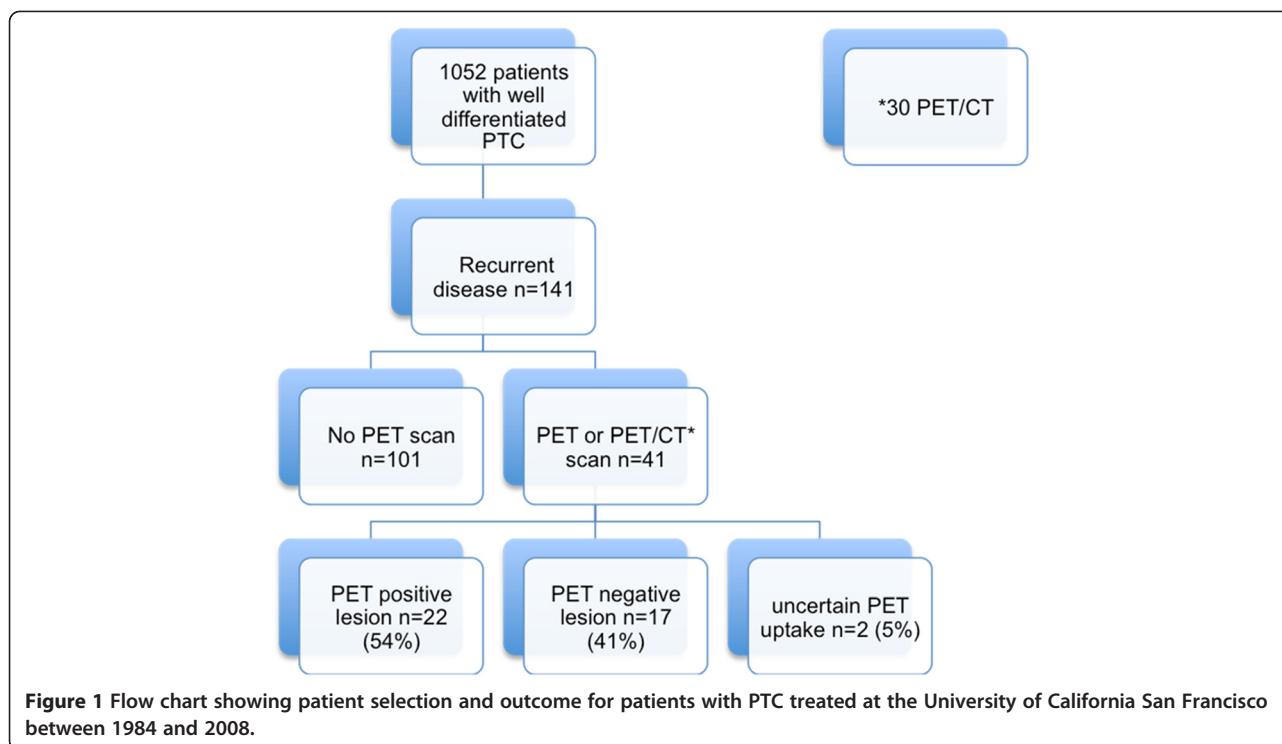 1052 patients
with well
differentiated
PTC
*30 PET/CT
Recurrent
disease n=141
No PET scan
n=101
PET or PET/CT*
scan n=41
PET positive
lesion n=22
(54%)
PET negative
lesion n=17
(41%)
uncertain PET
uptake n=2 (5%)
Figure 1 Flow chart showing patient selection and outcome for patients with PTC treated at the University of California San Francisco
between 1984 and 2008.